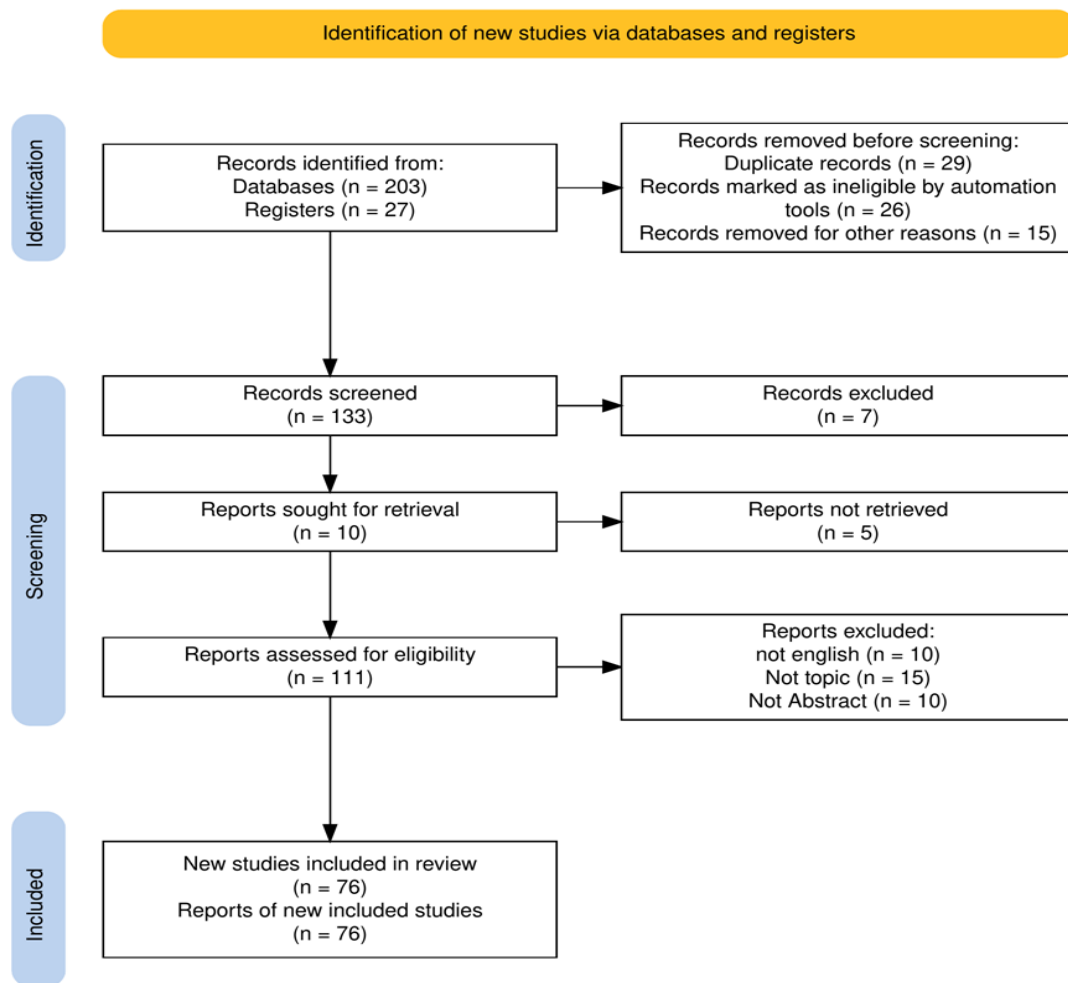 Identification of new studies via databases and registers
Identification
Records identified from:
Databases (n = 203)
Registers (n = 27)
Records removed before screening:
Duplicate records (n = 29)
Records marked as ineligible by automation
tools (n = 26)
Records removed for other reasons (n = 15)
Screening
Records screened
(n = 133)
Records excluded
(n = 7)
Reports sought for retrieval
(n = 10)
Reports not retrieved
(n = 5)
Reports assessed for eligibility
(n = 111)
Reports excluded:
not english (n = 10)
Not topic (n = 15)
Not Abstract (n = 10)
Included
New studies included in review
(n = 76)
Reports of new included studies
(n = 76)